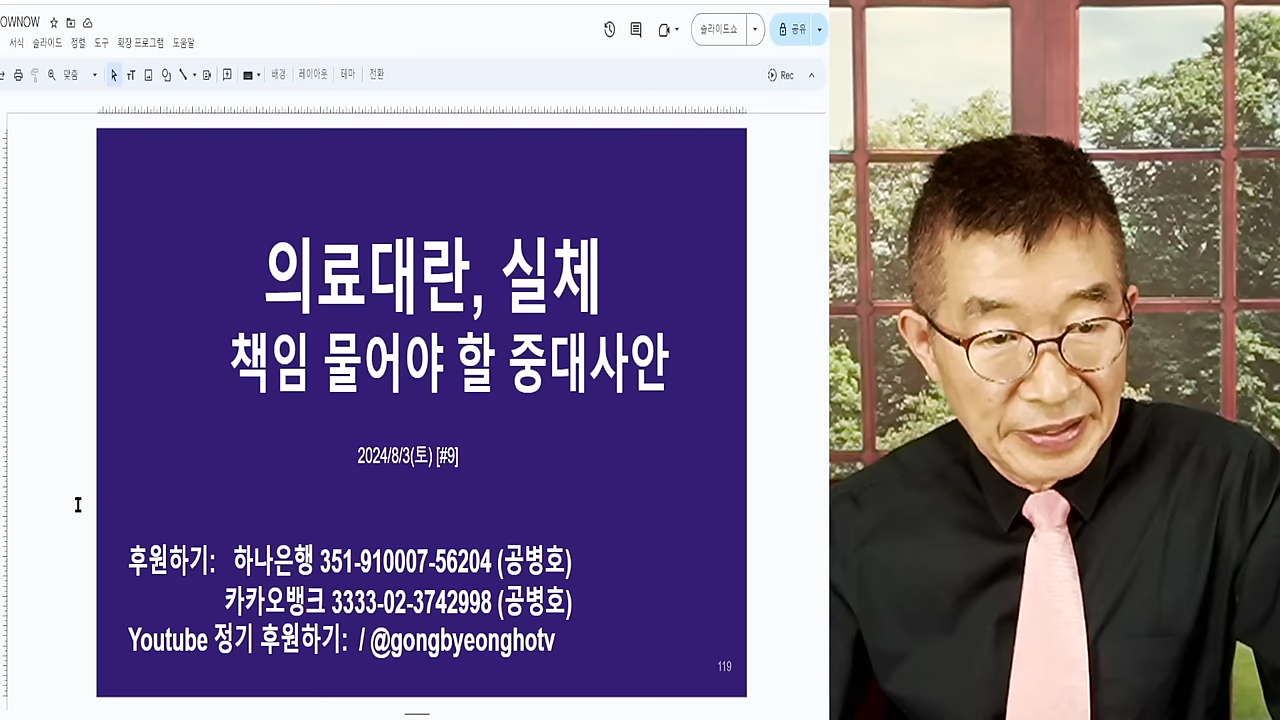 OWNOW
서식 슬라이드 정렬 도구 확장 프로그램 도움말
슬라이드쇼
공유
맞춤
배경 레이아웃 테마 전환
Rec
의료대란, 실체
책임 물어야 할 중대사안
2024/8/3(토) [#9]
후원하기: 하나은행 351-910007-56204 (공병호)
카카오뱅크 3333-02-3742998 (공병호)
Youtube 정기 후원하기: / @gongbyeonghotv
119